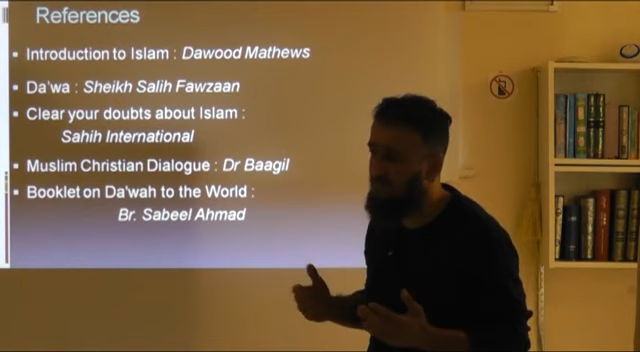 References
▪ Introduction to Islam : Dawood Mathews
▪ Da'wa : Sheikh Salih Fawzaan
▪ Clear your doubts about Islam :
Sahih International
▪ Muslim Christian Dialogue : Dr Baagil
▪ Booklet on Da'wah to the World :
Br. Sabeel Ahmad